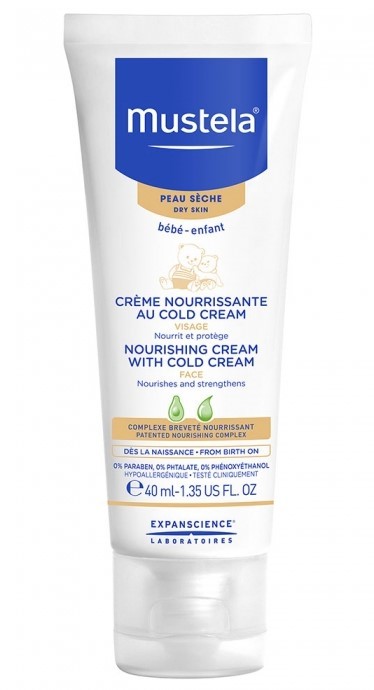 Mustela®
PEAU SÈCHE
DRY SKIN
bébé-enfant
CRÈME NOURRISSANTE
AU COLD CREAM
VISAGE
Nourrit et protège
NOURISHING CREAM
WITH COLD CREAM
FACE
Nourishes and strengthens
COMPLEXE BREVETÉ NOURRISSANT
PATENTED NOURISHING COMPLEX
DÈS LA NAISSANCE • FROM BIRTH ON
0% PARABEN, 0% PHTALATE, 0% PHÉNOXYÉTHANOL
HYPOALLERGÉNIQUE • TESTÉ CLINIQUEMENT
℮ 40 ml-1.35 US FL. OZ
EXPANSCIENCE®
LABORATOIRES